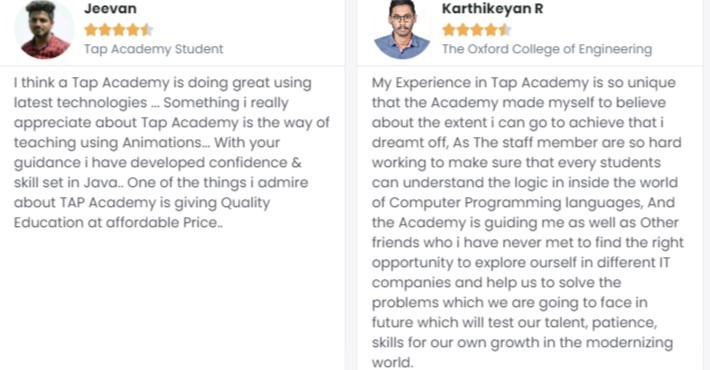 Jeevan
Tap Academy Student
I think a Tap Academy is doing great using
latest technologies ... Something i really
appreciate about Tap Academy is the way of
teaching using Animations... With your
guidance i have developed confidence &
skill set in Java.. One of the things i admire
about TAP Academy is giving Quality
Education at affordable Price..
Karthikeyan R
The Oxford College of Engineering
My Experience in Tap Academy is so unique
that the Academy made myself to believe
about the extent i can go to achieve that i
dreamt off, As The staff member are so hard
working to make sure that every students
can understand the logic in inside the world
of Computer Programming languages, And
the Academy is guiding me as well as Other
friends who i have never met to find the right
opportunity to explore ourself in different IT
companies and help us to solve the
problems which we are going to face in
future which will test our talent, patience,
skills for our own growth in the modernizing
world.